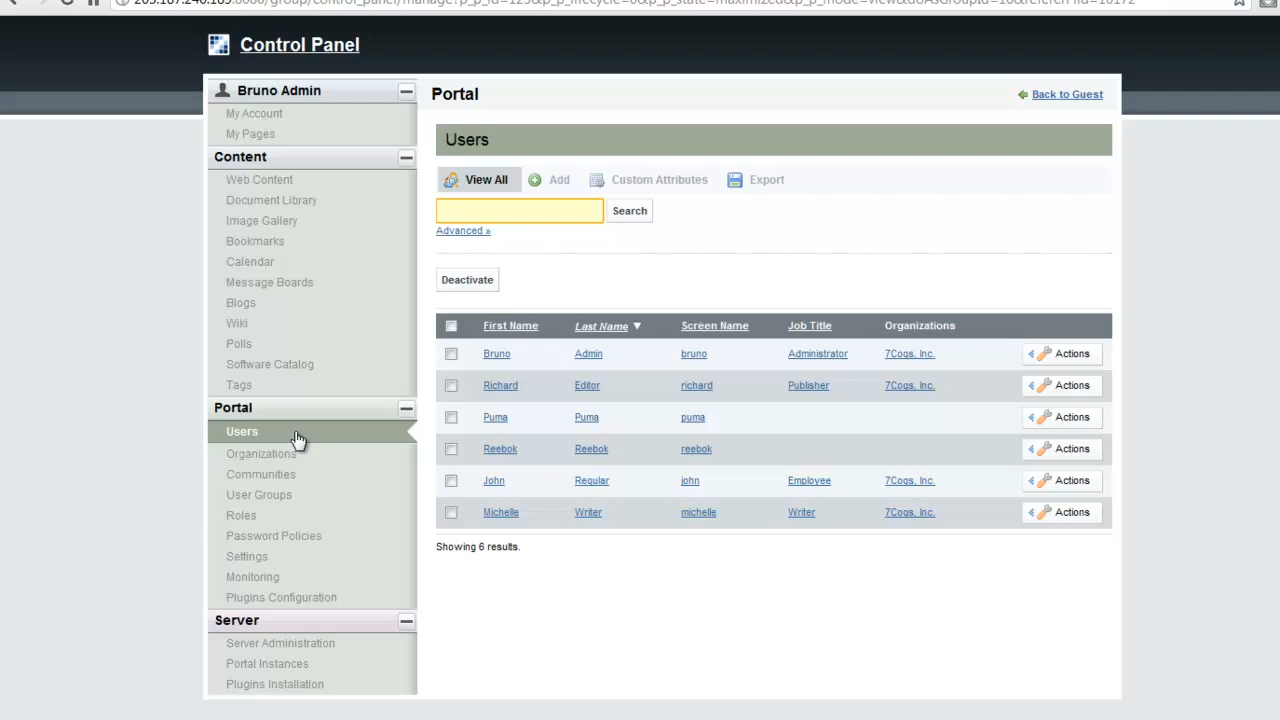 Control Panel
Bruno Admin
My Account
My Pages
Content
Web Content
Document Library
Image Gallery
Bookmarks
Calendar
Message Boards
Blogs
Wiki
Polls
Software Catalog
Tags
Portal
Users
Organizations
Communities
User Groups
Roles
Password Policies
Settings
Monitoring
Plugins Configuration
Server
Server Administration
Portal Instances
Plugins Installation
Portal
Back to Guest
Users
View All Add Custom Attributes Export
Search
Advanced »
Deactivate
First Name Last Name ▼ Screen Name Job Title Organizations
Bruno Admin bruno Administrator 7Cogs, Inc. Actions
Richard Editor richard Publisher 7Cogs, Inc. Actions
Puma Puma puma Actions
Reebok Reebok reebok Actions
John Regular john Employee 7Cogs, Inc. Actions
Michelle Writer michelle Writer 7Cogs, Inc. Actions
Showing 6 results.